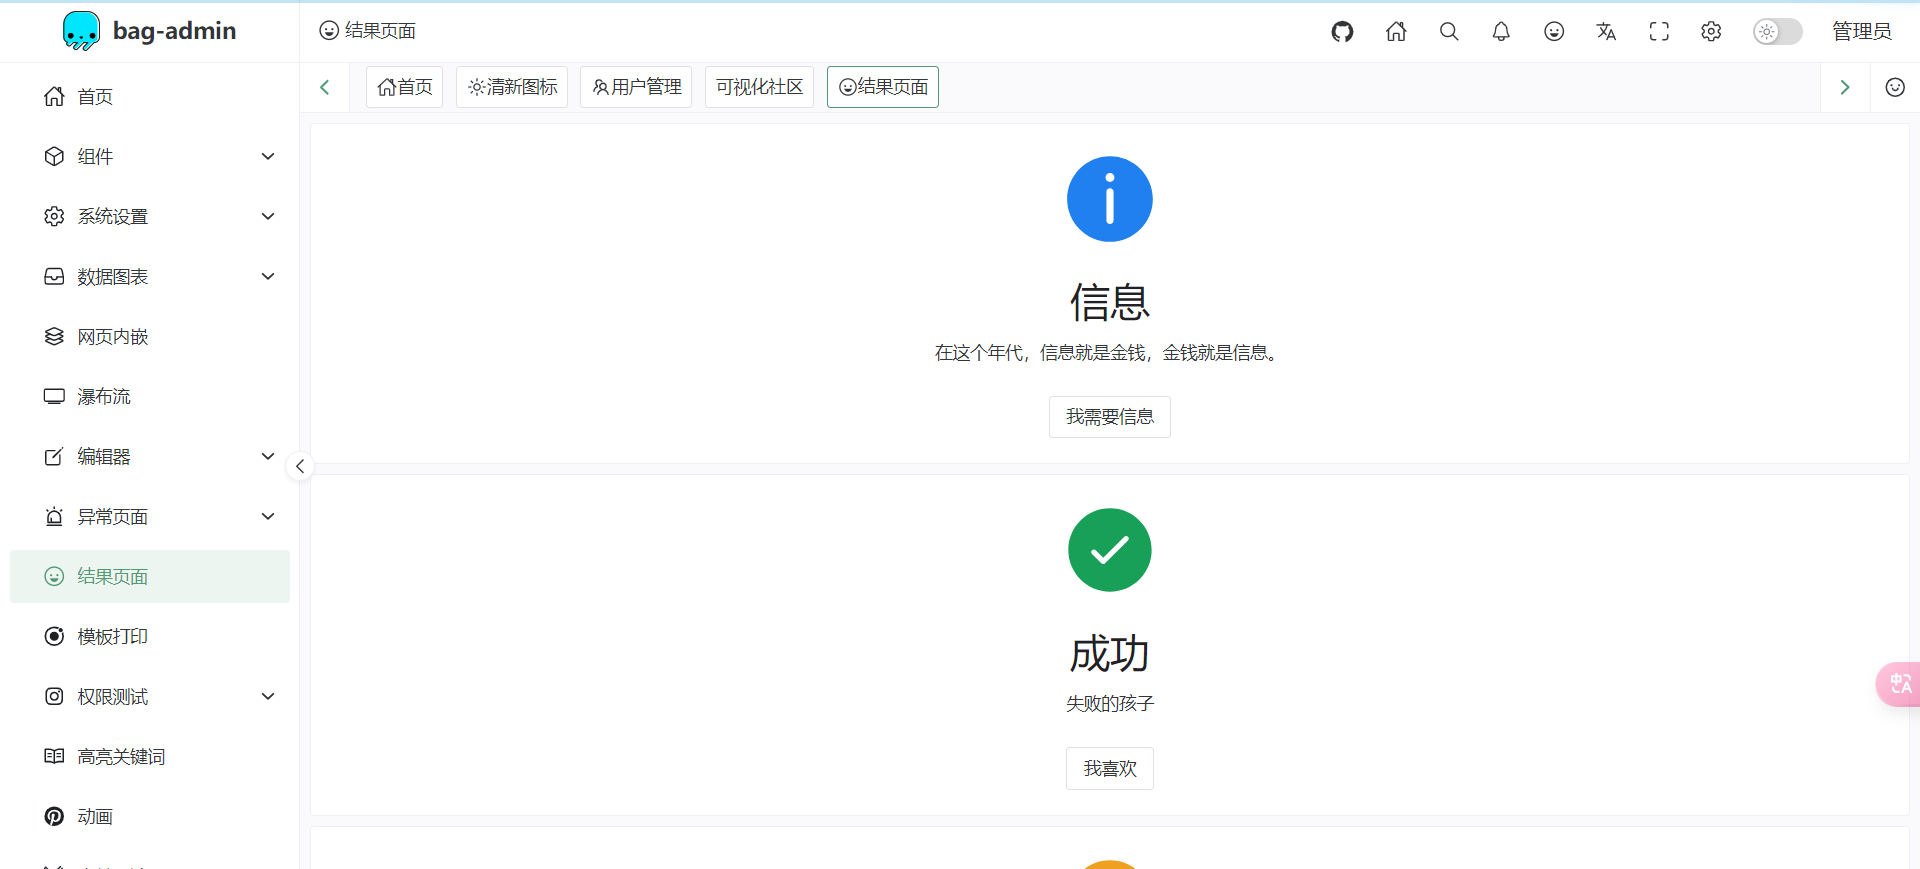 bag-admin
结果页面
管理员
首页
清新图标
用户管理
可视化社区
结果页面
首页
组件
系统设置
数据图表
网页内嵌
瀑布流
编辑器
异常页面
结果页面
模板打印
权限测试
高亮关键词
动画
信息
在这个年代，信息就是金钱，金钱就是信息。
我需要信息
成功
失败的孩子
我喜欢